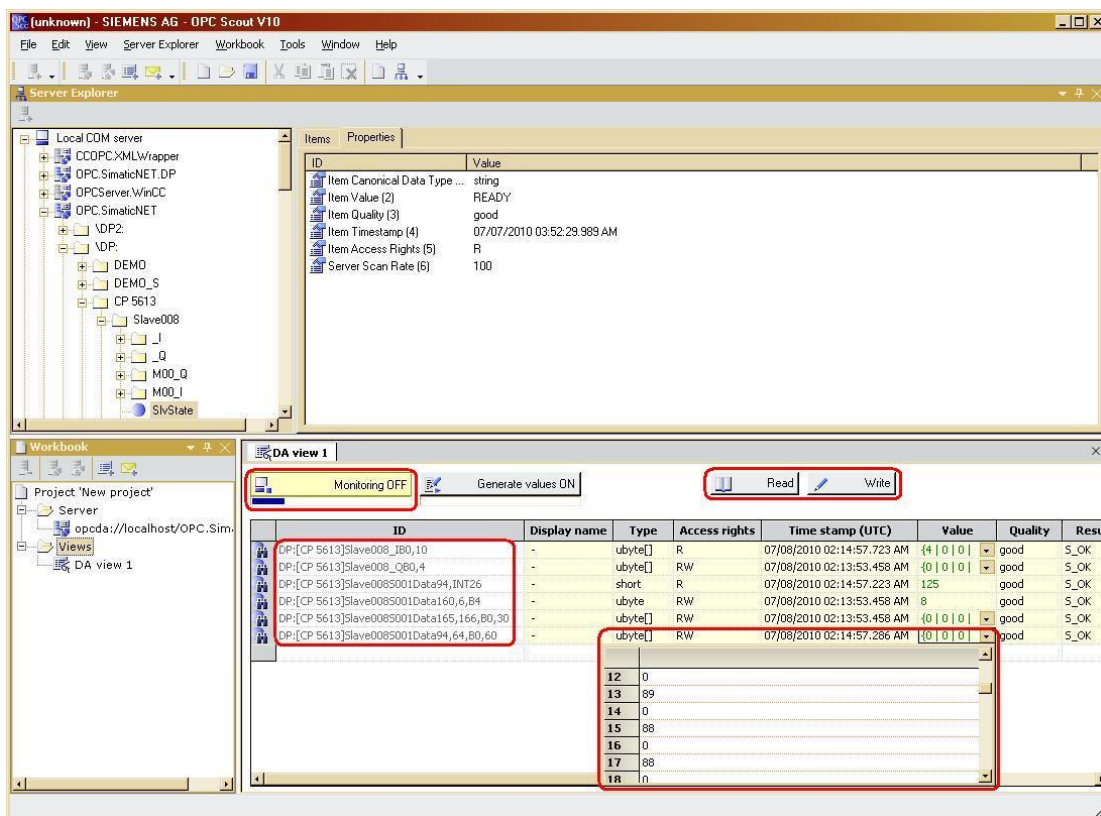 (unknown) - SIEMENS AG - OPC Scout V10
File Edit View Server Explorer Workbook Tools Window Help
Server Explorer
Local COM server
CCOPC.XMLWrapper
OPC.SimaticNET.DP
OPCServer.WinCC
OPC.SimaticNET
\DP2:
\DP:
DEMO
DEMO_S
CP 5613
Slave008
_I
_Q
M00_Q
M00_I
SlvState
Items Properties
ID Value
Item Canonical Data Type ... string
Item Value (2) READY
Item Quality (3) good
Item Timestamp (4) 07/07/2010 03:52:29.989 AM
Item Access Rights (5) R
Server Scan Rate (6) 100
Workbook
Project 'New project'
Server
opcda://localhost/OPC.Sim
Views
DA view 1
DA view 1
Monitoring OFF Generate values ON Read Write
ID Display name Type Access rights Time stamp (UTC) Value Quality Resu
DP:[CP 5613]Slave008_IB0,10 - ubyte[] R 07/08/2010 02:14:57.723 AM {4 | 0 | 0 | good S_OK
DP:[CP 5613]Slave008_QB0,4 - ubyte[] RW 07/08/2010 02:13:53.458 AM {0 | 0 | 0 | good S_OK
DP:[CP 5613]Slave008S001Data94,INT26 - short R 07/08/2010 02:14:57.223 AM 125 good S_OK
DP:[CP 5613]Slave008S001Data160,6,B4 - ubyte RW 07/08/2010 02:13:53.458 AM 8 good S_OK
DP:[CP 5613]Slave008S001Data165,166,B0,30 - ubyte[] RW 07/08/2010 02:13:53.458 AM {0 | 0 | 0 | good S_OK
DP:[CP 5613]Slave008S001Data94,64,B0,60 - ubyte[] RW 07/08/2010 02:14:57.286 AM {0 | 0 | 0 | good S_OK
12 0
13 89
14 0
15 88
16 0
17 88
18 0